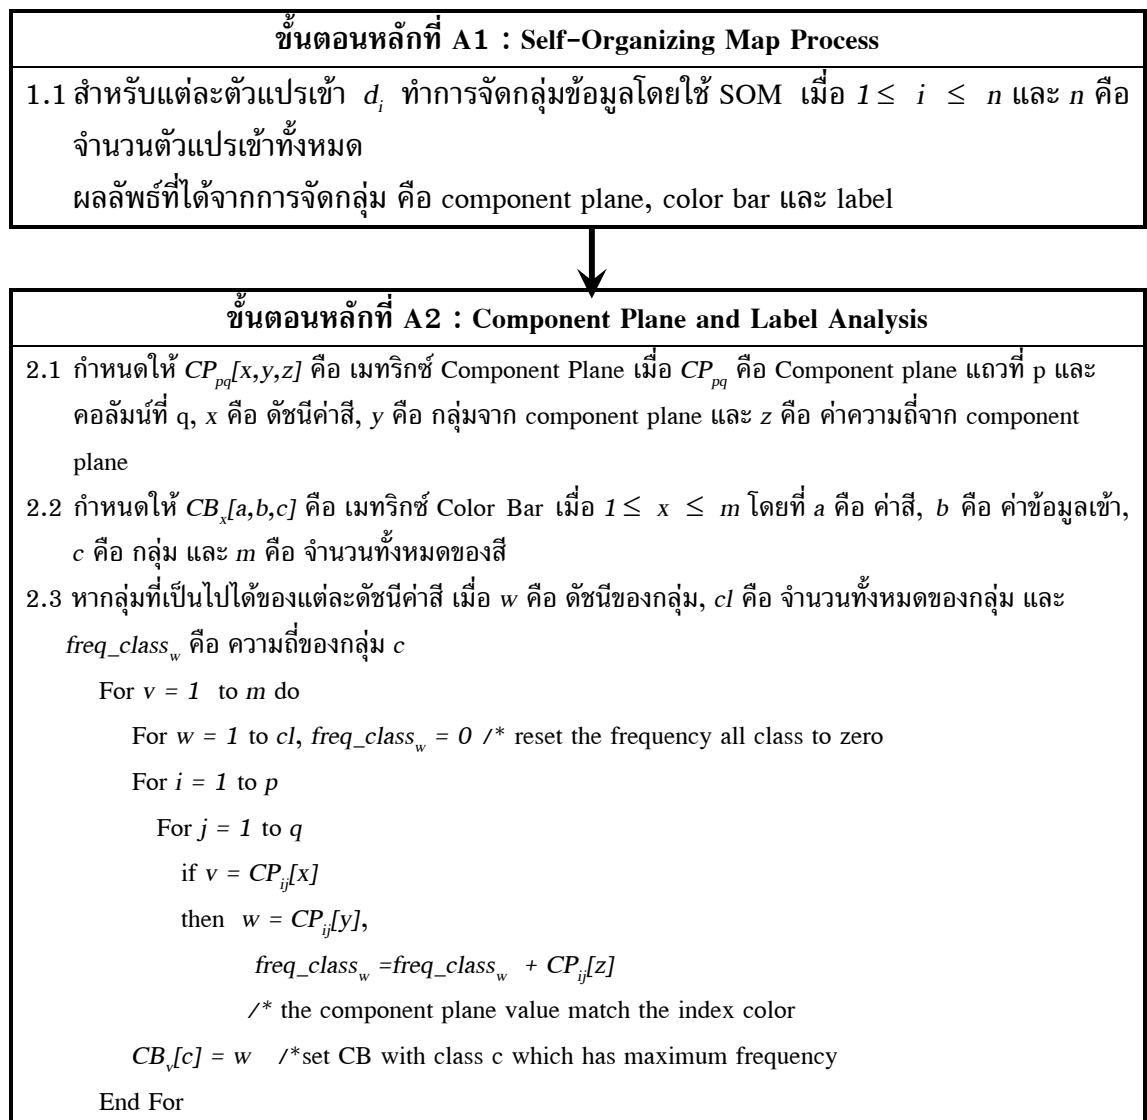 ขั้นตอนหลักที่ A1 : Self-Organizing Map Process
1.1 สำหรับแต่ละตัวแปรเข้า d_i ทำการจัดกลุ่มข้อมูลโดยใช้ SOM เมื่อ 1 ≤ i ≤ n และ n คือ
จำนวนตัวแปรเข้าทั้งหมด
ผลลัพธ์ที่ได้จากการจัดกลุ่ม คือ component plane, color bar และ label
ขั้นตอนหลักที่ A2 : Component Plane and Label Analysis
2.1 กำหนดให้ CP_pq[x,y,z] คือ เมทริกซ์ Component Plane เมื่อ CP_pq คือ Component plane แถวที่ p และ
คอลัมน์ที่ q, x คือ ดัชนีค่าสี, y คือ กลุ่มจาก component plane และ z คือ ค่าความถี่จาก component
plane
2.2 กำหนดให้ CB_x[a,b,c] คือ เมทริกซ์ Color Bar เมื่อ 1 ≤ x ≤ m โดยที่ a คือ ค่าสี, b คือ ค่าข้อมูลเข้า,
c คือ กลุ่ม และ m คือ จำนวนทั้งหมดของสี
2.3 หากลุ่มที่เป็นไปได้ของแต่ละดัชนีค่าสี เมื่อ w คือ ดัชนีของกลุ่ม, cl คือ จำนวนทั้งหมดของกลุ่ม และ
freq_class_w คือ ความถี่ของกลุ่ม c
For v = 1 to m do
For w = 1 to cl, freq_class_w = 0 /* reset the frequency all class to zero
For i = 1 to p
For j = 1 to q
if v = CP_ij[x]
then w = CP_ij[y],
freq_class_w =freq_class_w + CP_ij[z]
/* the component plane value match the index color
CB_v[c] = w /*set CB with class c which has maximum frequency
End For